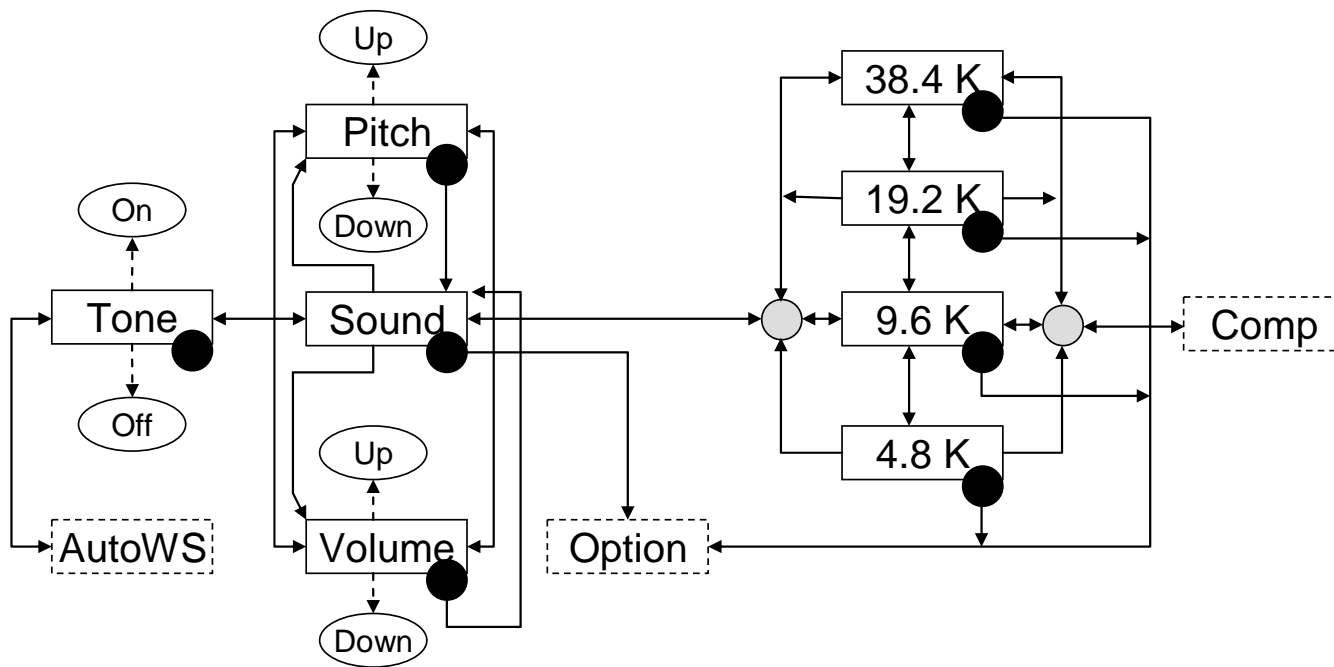 Up
Pitch
Down
On
Tone
Off
AutoWS
Sound
Up
Volume
Down
Option
38.4 K
19.2 K
9.6 K
4.8 K
Comp